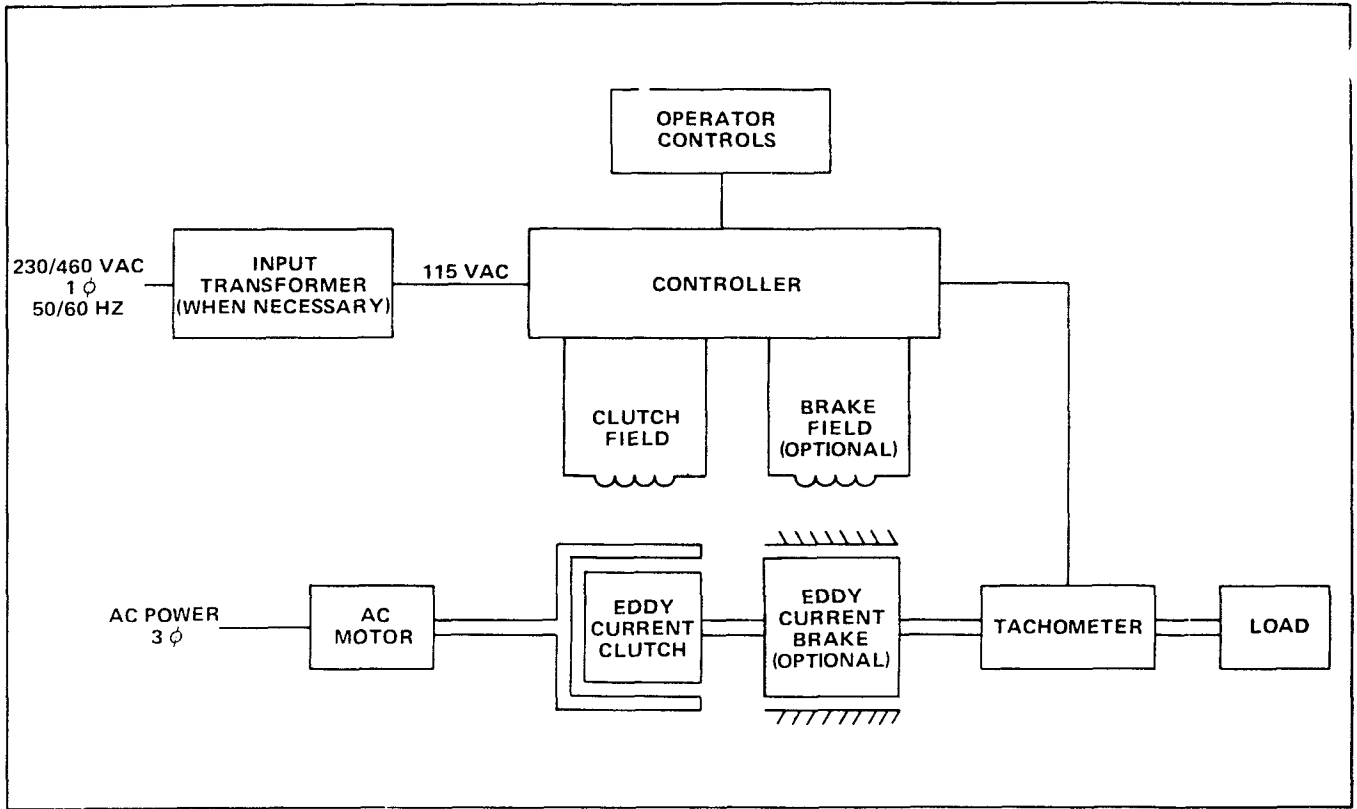 OPERATOR
CONTROLS
230/460 VAC
1 ϕ
50/60 HZ
INPUT
TRANSFORMER
(WHEN NECESSARY)
115 VAC
CONTROLLER
CLUTCH
FIELD
BRAKE
FIELD
(OPTIONAL)
AC POWER
3 ϕ
AC
MOTOR
EDDY
CURRENT
CLUTCH
EDDY
CURRENT
BRAKE
(OPTIONAL)
TACHOMETER
LOAD